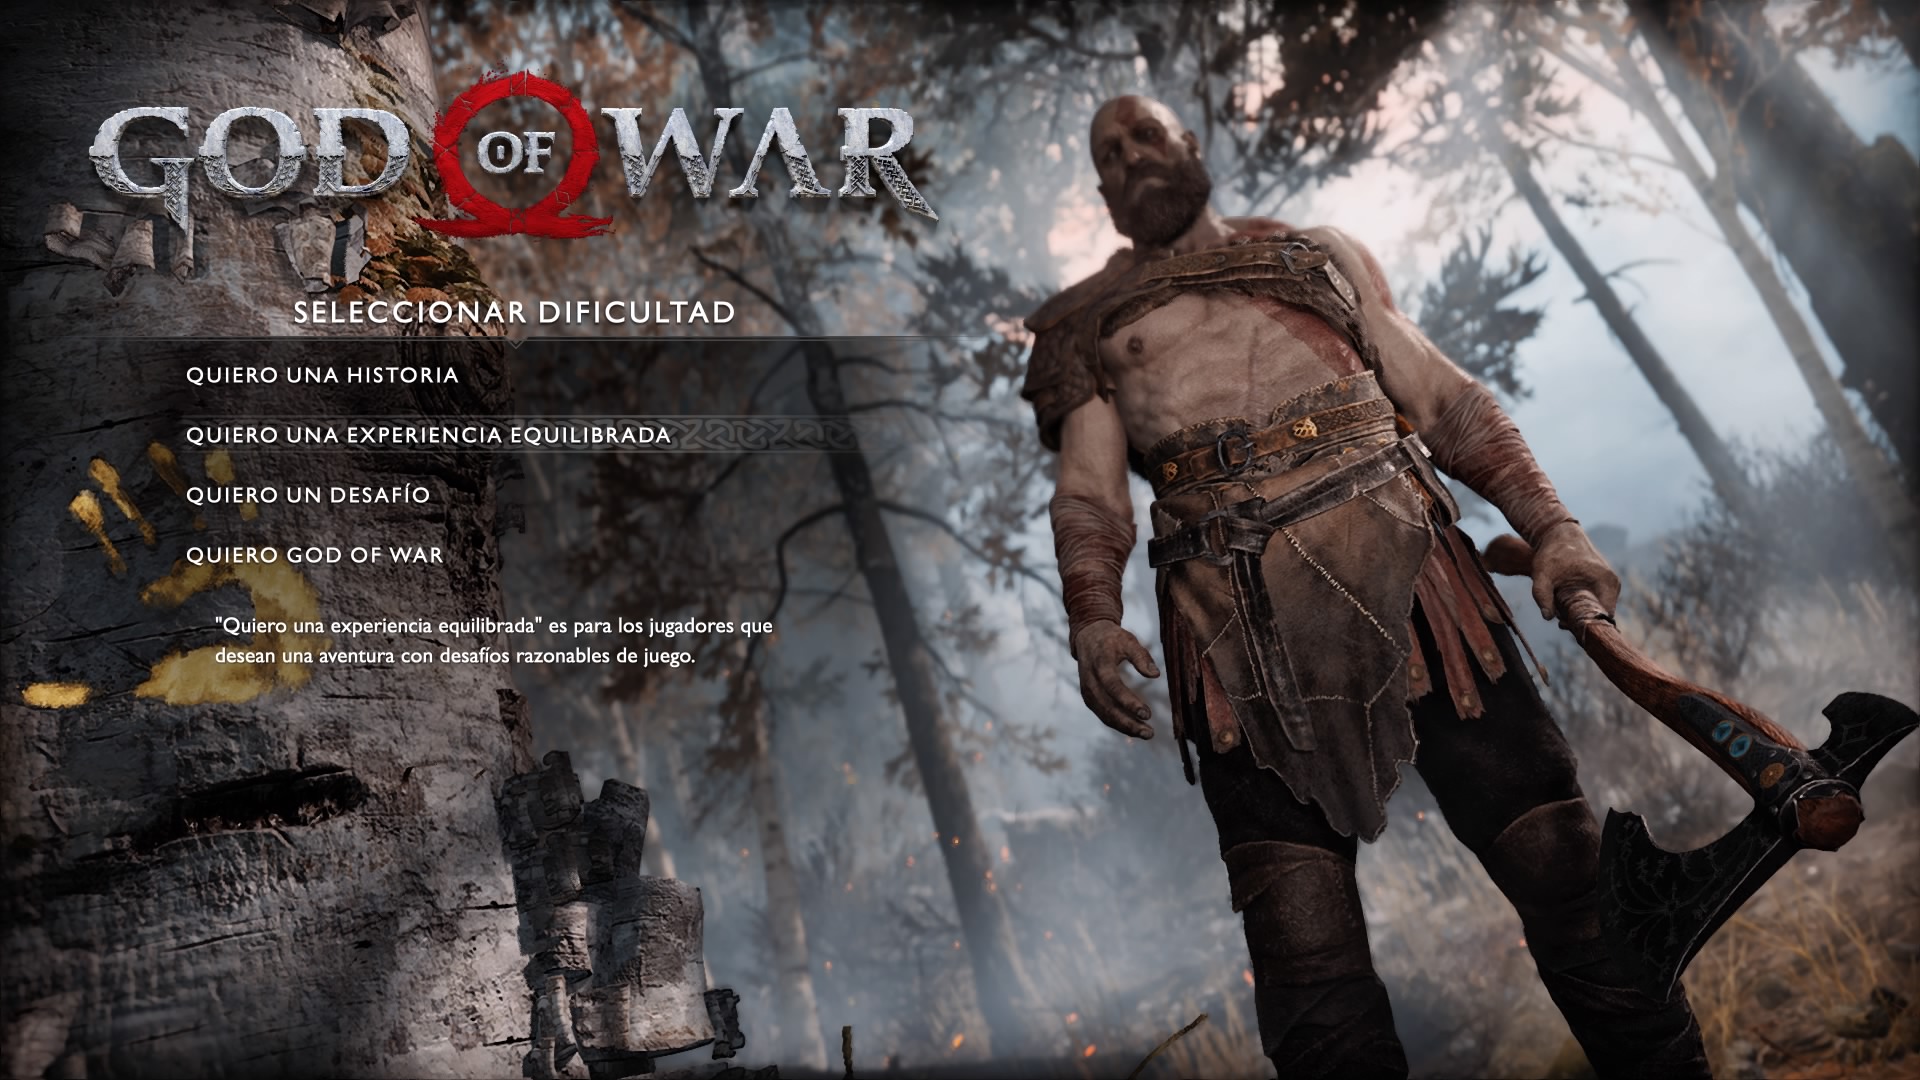 GOD OF WAR
SELECCIONAR DIFICULTAD
QUIERO UNA HISTORIA
QUIERO UNA EXPERIENCIA EQUILIBRADA
QUIERO UN DESAFÍO
QUIERO GOD OF WAR
"Quiero una experiencia equilibrada" es para los jugadores que
desean una aventura con desafíos razonables de juego.